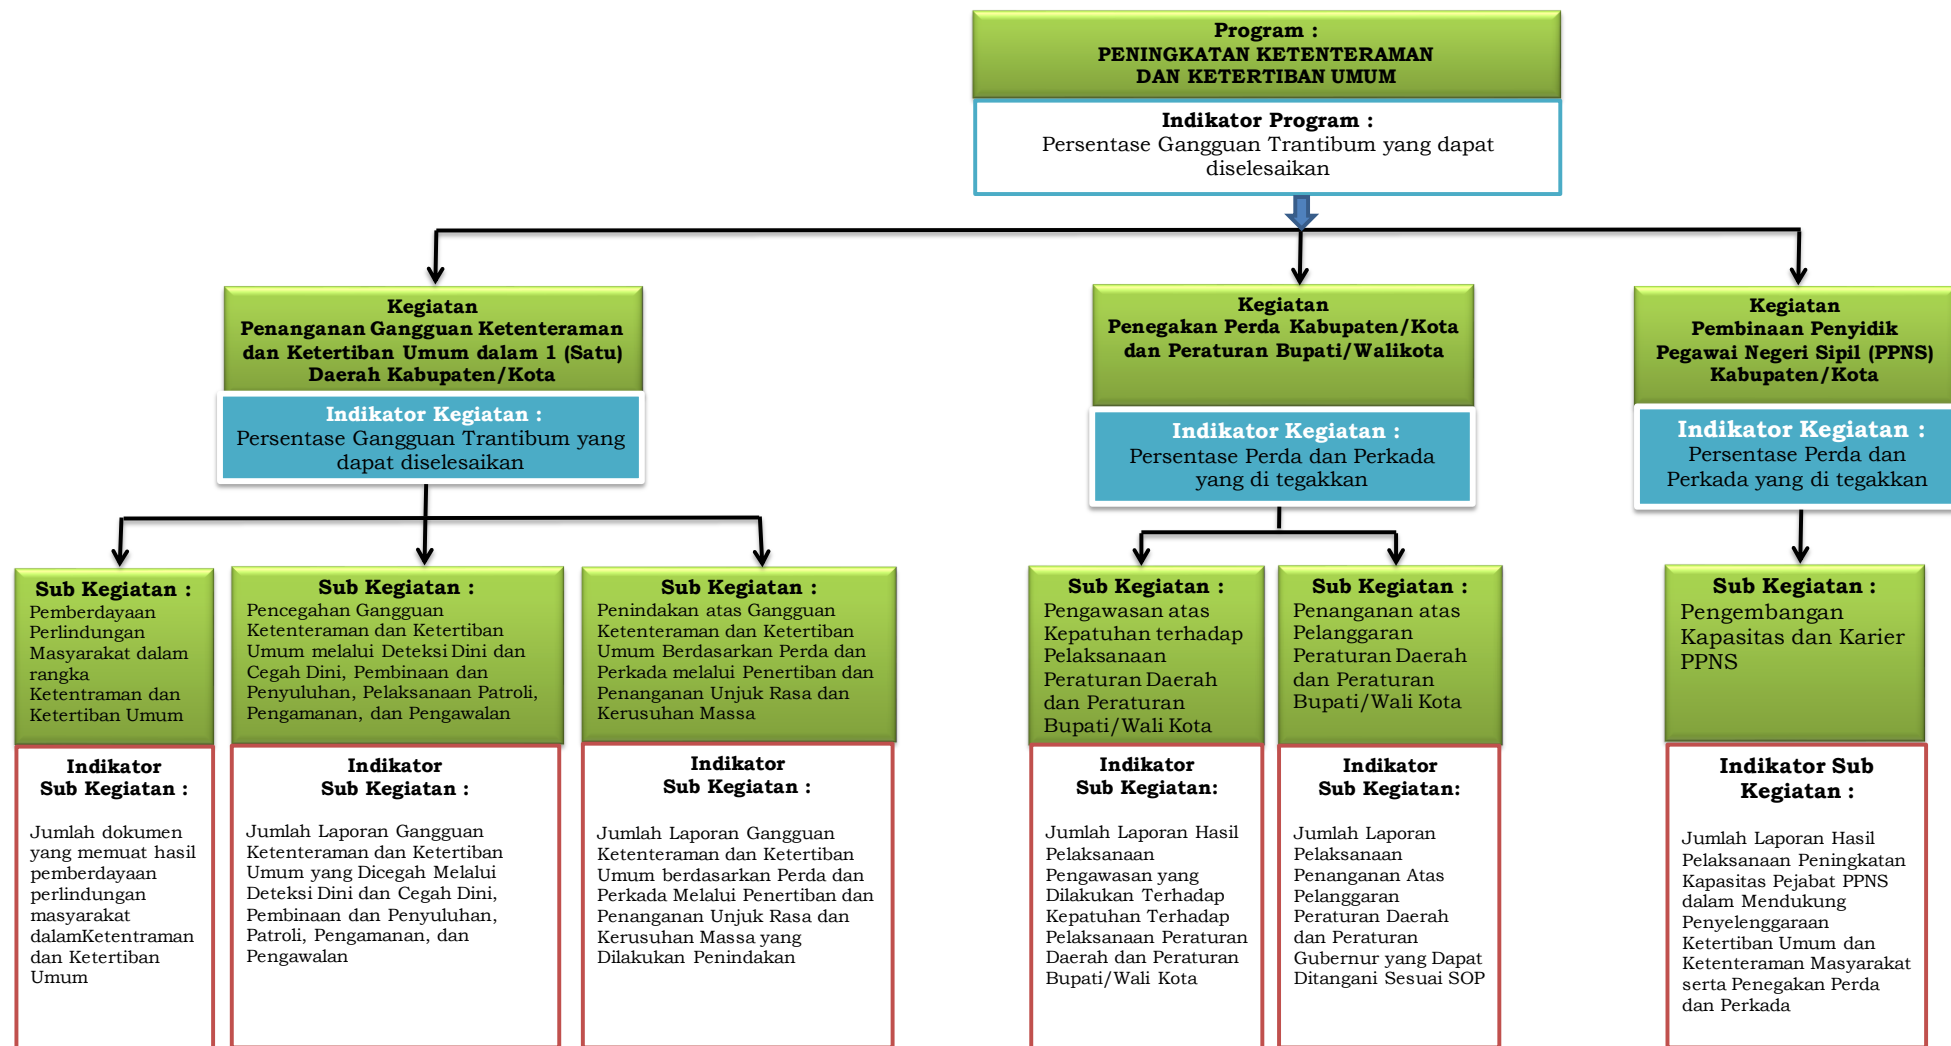 Program :
PENINGKATAN KETENTERAMAN
DAN KETERTIBAN UMUM
Indikator Program :
Persentase Gangguan Trantibum yang dapat
diselesaikan
Kegiatan
Penanganan Gangguan Ketenteraman
dan Ketertiban Umum dalam 1 (Satu)
Daerah Kabupaten/Kota
Indikator Kegiatan :
Persentase Gangguan Trantibum yang
dapat diselesaikan
Kegiatan
Penegakan Perda Kabupaten/Kota
dan Peraturan Bupati/Walikota
Indikator Kegiatan :
Persentase Perda dan Perkada
yang di tegakkan
Kegiatan
Pembinaan Penyidik
Pegawai Negeri Sipil (PPNS)
Kabupaten/Kota
Indikator Kegiatan :
Persentase Perda dan
Perkada yang di tegakkan
Sub Kegiatan :
Pemberdayaan
Perlindungan
Masyarakat dalam
rangka
Ketentraman dan
Ketertiban Umum
Indikator
Sub Kegiatan :
Jumlah dokumen
yang memuat hasil
pemberdayaan
perlindungan
masyarakat
dalamKetentraman
dan Ketertiban
Umum
Sub Kegiatan :
Pencegahan Gangguan
Ketenteraman dan Ketertiban
Umum melalui Deteksi Dini dan
Cegah Dini, Pembinaan dan
Penyuluhan, Pelaksanaan Patroli,
Pengamanan, dan Pengawalan
Indikator
Sub Kegiatan :
Jumlah Laporan Gangguan
Ketenteraman dan Ketertiban
Umum yang Dicegah Melalui
Deteksi Dini dan Cegah Dini,
Pembinaan dan Penyuluhan,
Patroli, Pengamanan, dan
Pengawalan
Sub Kegiatan :
Penindakan atas Gangguan
Ketenteraman dan Ketertiban
Umum Berdasarkan Perda dan
Perkada melalui Penertiban dan
Penanganan Unjuk Rasa dan
Kerusuhan Massa
Indikator
Sub Kegiatan :
Jumlah Laporan Gangguan
Ketenteraman dan Ketertiban
Umum berdasarkan Perda dan
Perkada Melalui Penertiban dan
Penanganan Unjuk Rasa dan
Kerusuhan Massa yang
Dilakukan Penindakan
Sub Kegiatan :
Pengawasan atas
Kepatuhan terhadap
Pelaksanaan
Peraturan Daerah
dan Peraturan
Bupati/Wali Kota
Indikator
Sub Kegiatan:
Jumlah Laporan Hasil
Pelaksanaan
Pengawasan yang
Dilakukan Terhadap
Kepatuhan Terhadap
Pelaksanaan Peraturan
Daerah dan Peraturan
Bupati/Wali Kota
Sub Kegiatan :
Penanganan atas
Pelanggaran
Peraturan Daerah
dan Peraturan
Bupati/Wali Kota
Indikator
Sub Kegiatan:
Jumlah Laporan
Pelaksanaan
Penanganan Atas
Pelanggaran
Peraturan Daerah
dan Peraturan
Gubernur yang Dapat
Ditangani Sesuai SOP
Sub Kegiatan :
Pengembangan
Kapasitas dan Karier
PPNS
Indikator Sub
Kegiatan :
Jumlah Laporan Hasil
Pelaksanaan Peningkatan
Kapasitas Pejabat PPNS
dalam Mendukung
Penyelenggaraan
Ketertiban Umum dan
Ketenteraman Masyarakat
serta Penegakan Perda
dan Perkada